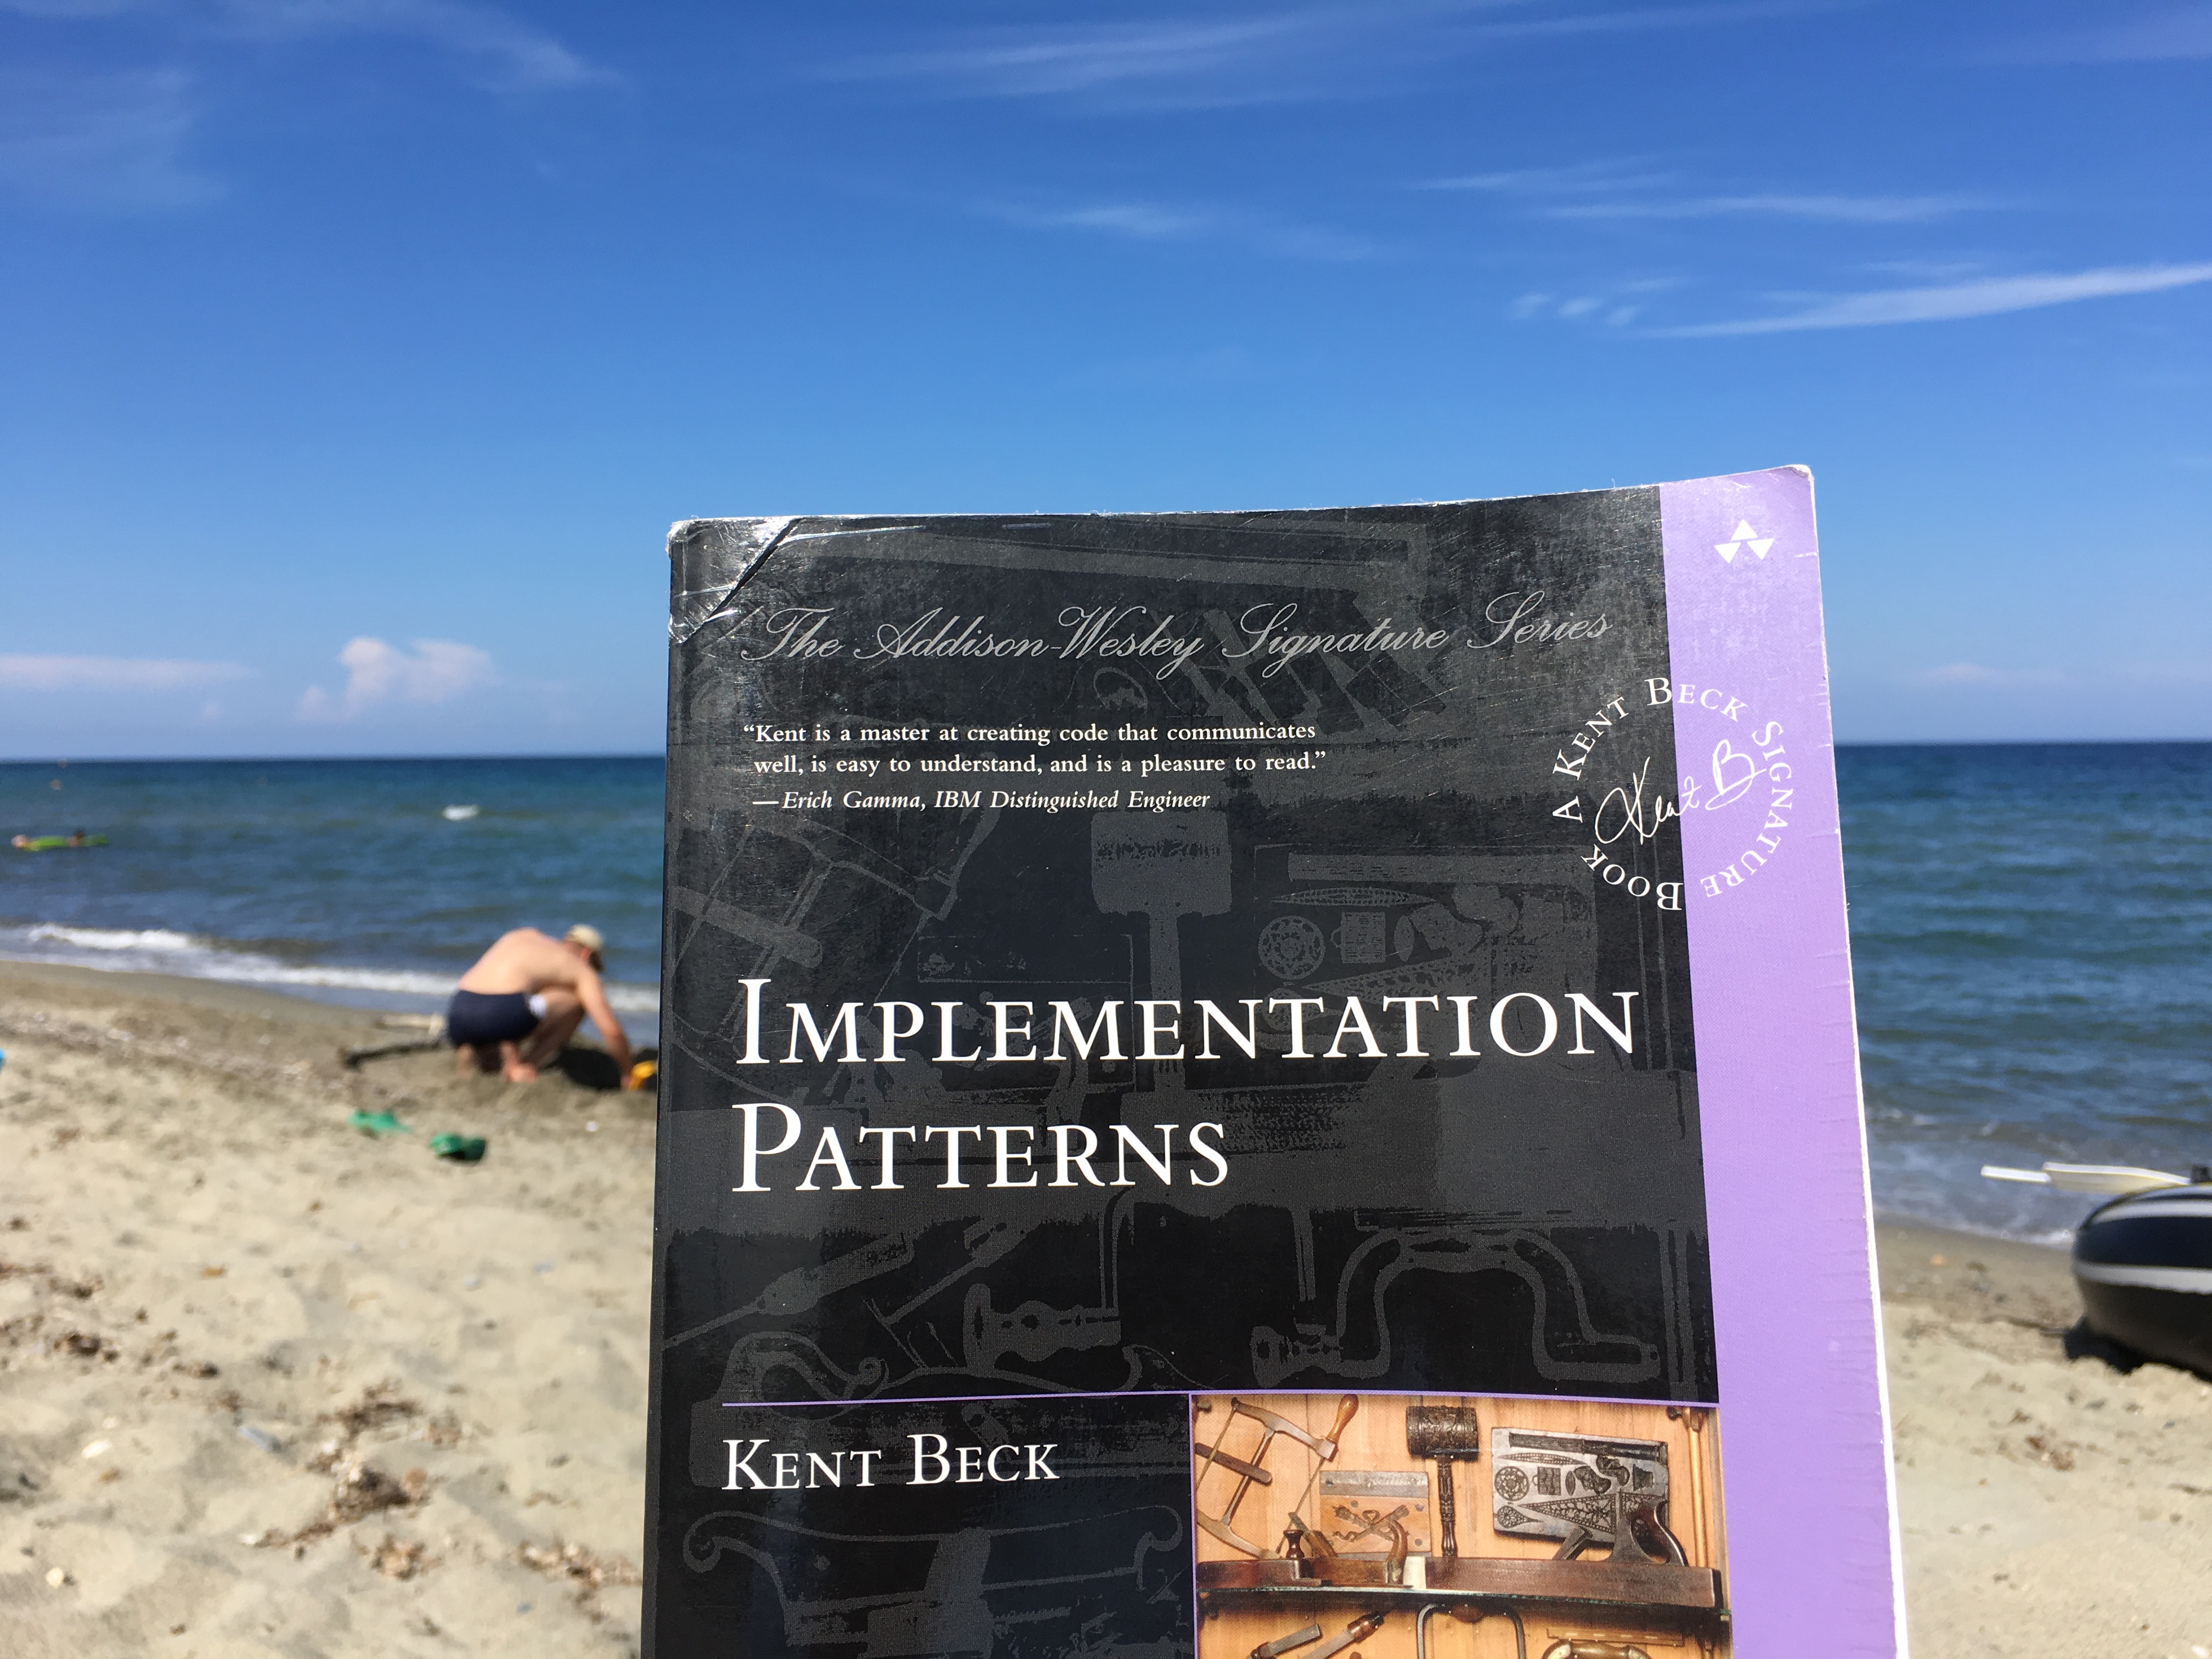 The Addison-Wesley Signature Series
“Kent is a master at creating code that communicates
well, is easy to understand, and is a pleasure to read.”
—Erich Gamma, IBM Distinguished Engineer
A KENT BECK SIGNATURE BOOK
Kent B
IMPLEMENTATION
PATTERNS
KENT BECK